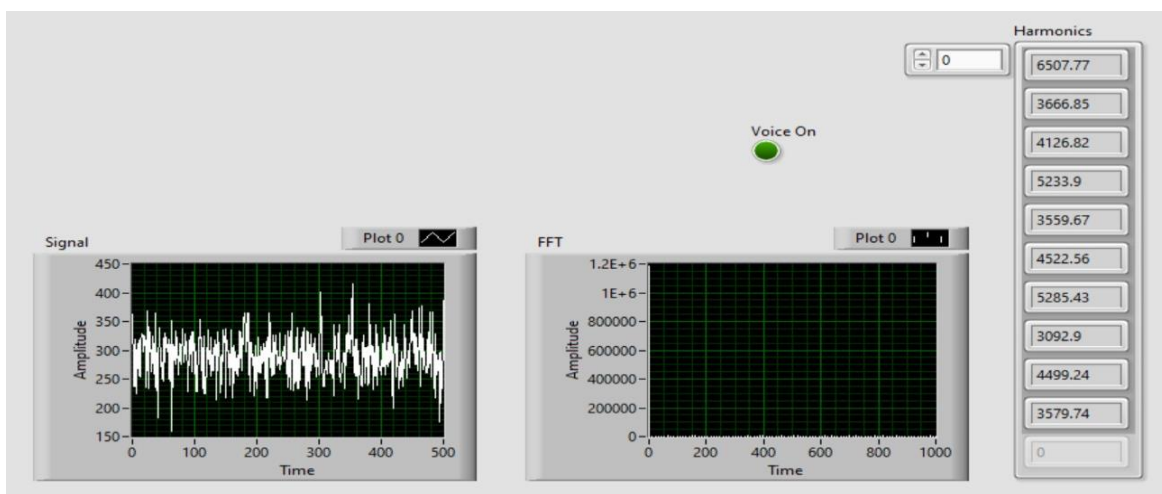 Harmonics
0
6507.77
3666.85
4126.82
5233.9
3559.67
4522.56
5285.43
3092.9
4499.24
3579.74
0
Voice On
Signal
Plot 0
450
400
350
300
250
200
150
Amplitude
0 100 200 300 400 500
Time
FFT
Plot 0
1.2E+6
1E+6
800000
600000
400000
200000
0
Amplitude
0 200 400 600 800 1000
Time